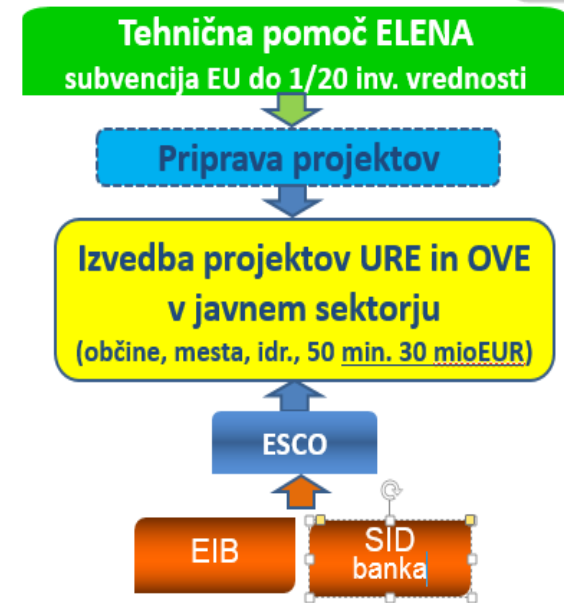 Tehnična pomoč ELENA
subvencija EU do 1/20 inv. vrednosti
Priprava projektov
Izvedba projektov URE in OVE
v javnem sektorju
(občine, mesta, idr., 50 min. 30 mioEUR)
ESCO
EIB
SID
banka